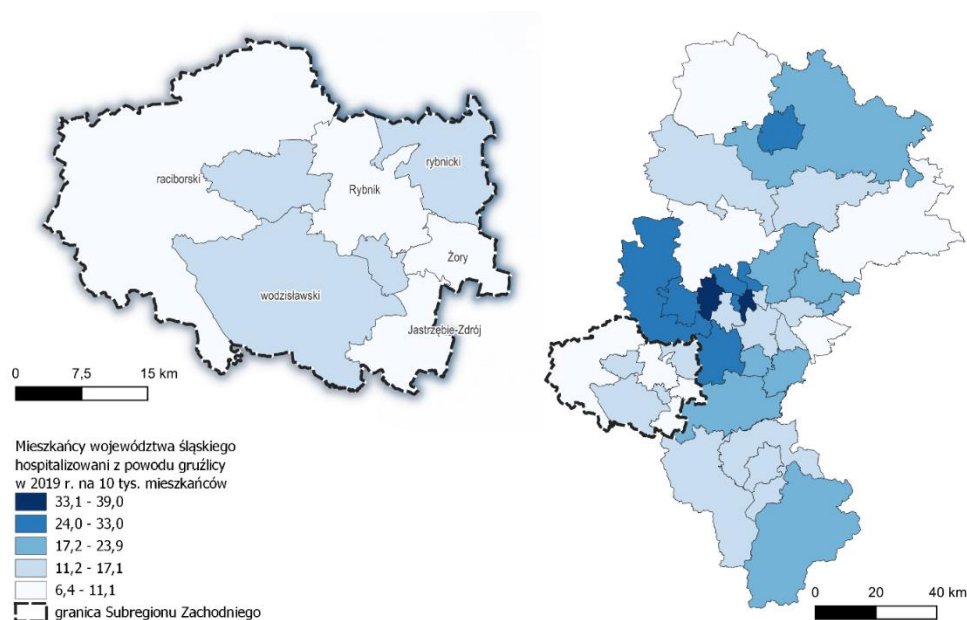 raciborski
Rybnik
rybnicki
Żory
wodzisławski
Jastrzębie-Zdrój
0 7,5 15 km
Mieszkańcy województwa śląskiego
hospitalizowani z powodu gruźlicy
w 2019 r. na 10 tys. mieszkańców
33,1 - 39,0
24,0 - 33,0
17,2 - 23,9
11,2 - 17,1
6,4 - 11,1
granica Subregionu Zachodniego
0 20 40 km